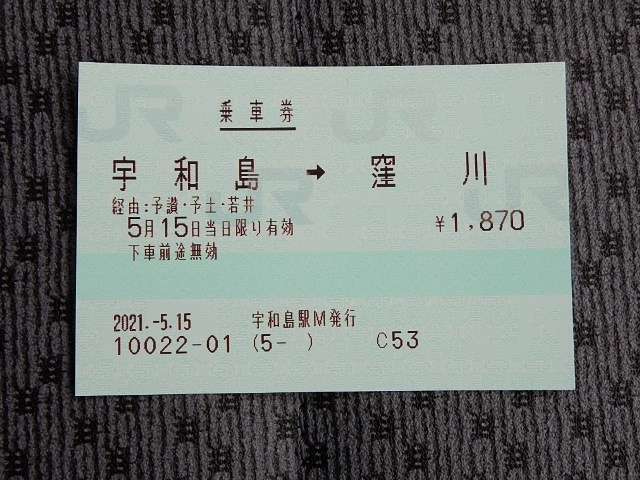 乗車券
宇和島 → 窪川
経由:予讃・予土・若井
5月15日当日限り有効 ¥1,870
下車前途無効
2021.-5.15 宇和島駅M発行
10022-01 (5- ) C53